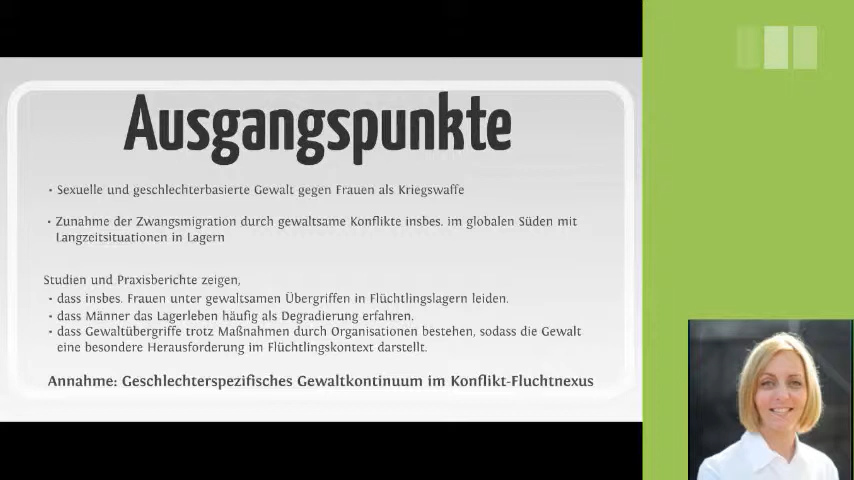 Ausgangspunkte
• Sexuelle und geschlechterbasierte Gewalt gegen Frauen als Kriegswaffe
• Zunahme der Zwangsmigration durch gewaltsame Konflikte insbes. im globalen Süden mit
Langzeitsituationen in Lagern
Studien und Praxisberichte zeigen,
• dass insbes. Frauen unter gewaltsamen Übergriffen in Flüchtlingslagern leiden.
• dass Männer das Lagerleben häufig als Degradierung erfahren.
• dass Gewaltübergriffe trotz Maßnahmen durch Organisationen bestehen, sodass die Gewalt
eine besondere Herausforderung im Flüchtlingskontext darstellt.
Annahme: Geschlechterspezifisches Gewaltkontinuum im Konflikt-Fluchtnexus